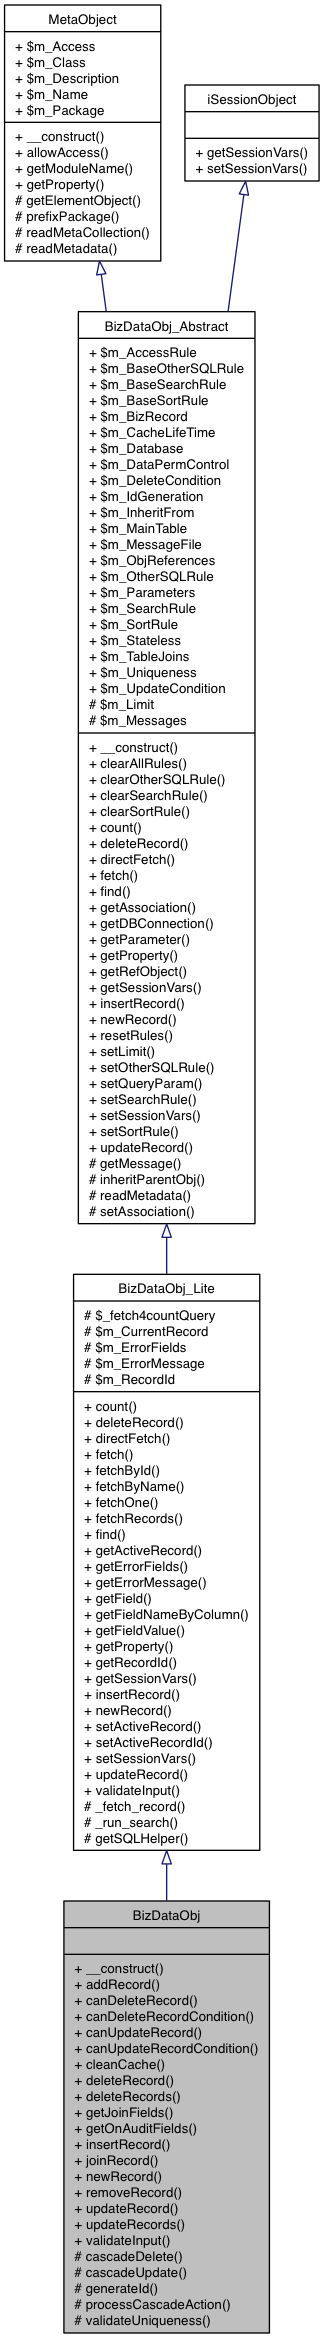 MetaObject
+ $m_Access
+ $m_Class
+ $m_Description
+ $m_Name
+ $m_Package
+ __construct()
+ allowAccess()
+ getModuleName()
+ getProperty()
# getElementObject()
# prefixPackage()
# readMetaCollection()
# readMetadata()
iSessionObject
+ getSessionVars()
+ setSessionVars()
BizDataObj_Abstract
+ $m_AccessRule
+ $m_BaseOtherSQLRule
+ $m_BaseSearchRule
+ $m_BaseSortRule
+ $m_BizRecord
+ $m_CacheLifeTime
+ $m_Database
+ $m_DataPermControl
+ $m_DeleteCondition
+ $m_IdGeneration
+ $m_InheritFrom
+ $m_MainTable
+ $m_MessageFile
+ $m_ObjReferences
+ $m_OtherSQLRule
+ $m_Parameters
+ $m_SearchRule
+ $m_SortRule
+ $m_Stateless
+ $m_TableJoins
+ $m_Uniqueness
+ $m_UpdateCondition
# $m_Limit
# $m_Messages
+ __construct()
+ clearAllRules()
+ clearOtherSQLRule()
+ clearSearchRule()
+ clearSortRule()
+ count()
+ deleteRecord()
+ directFetch()
+ fetch()
+ find()
+ getAssociation()
+ getDBConnection()
+ getParameter()
+ getProperty()
+ getRefObject()
+ getSessionVars()
+ insertRecord()
+ newRecord()
+ resetRules()
+ setLimit()
+ setOtherSQLRule()
+ setQueryParam()
+ setSearchRule()
+ setSessionVars()
+ setSortRule()
+ updateRecord()
# getMessage()
# inheritParentObj()
# readMetadata()
# setAssociation()
BizDataObj_Lite
# $_fetch4countQuery
# $m_CurrentRecord
# $m_ErrorFields
# $m_ErrorMessage
# $m_RecordId
+ count()
+ deleteRecord()
+ directFetch()
+ fetch()
+ fetchById()
+ fetchByName()
+ fetchOne()
+ fetchRecords()
+ find()
+ getActiveRecord()
+ getErrorFields()
+ getErrorMessage()
+ getField()
+ getFieldNameByColumn()
+ getFieldValue()
+ getProperty()
+ getRecordId()
+ getSessionVars()
+ insertRecord()
+ newRecord()
+ setActiveRecord()
+ setActiveRecordId()
+ setSessionVars()
+ updateRecord()
+ validateInput()
# _fetch_record()
# _run_search()
# getSQLHelper()
BizDataObj
+ __construct()
+ addRecord()
+ canDeleteRecord()
+ canDeleteRecordCondition()
+ canUpdateRecord()
+ canUpdateRecordCondition()
+ cleanCache()
+ deleteRecord()
+ deleteRecords()
+ getJoinFields()
+ getOnAuditFields()
+ insertRecord()
+ joinRecord()
+ newRecord()
+ removeRecord()
+ updateRecord()
+ updateRecords()
+ validateInput()
# cascadeDelete()
# cascadeUpdate()
# generateId()
# processCascadeAction()
# validateUniqueness()